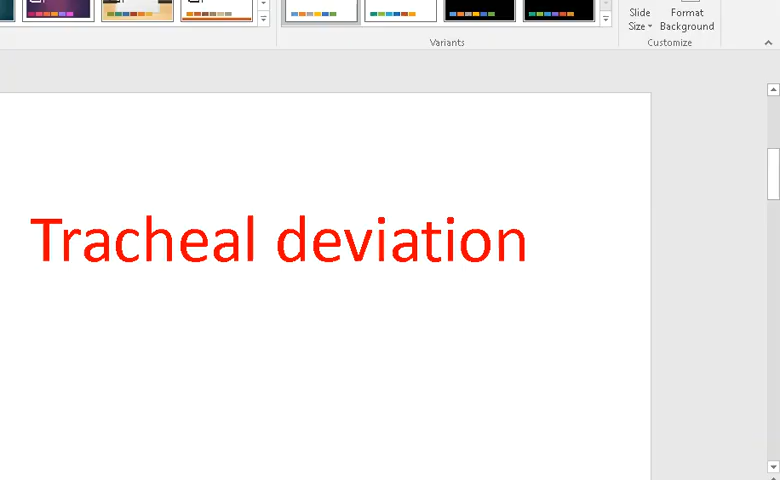 Variants
Slide
Size
Format
Background
Customize
Tracheal deviation